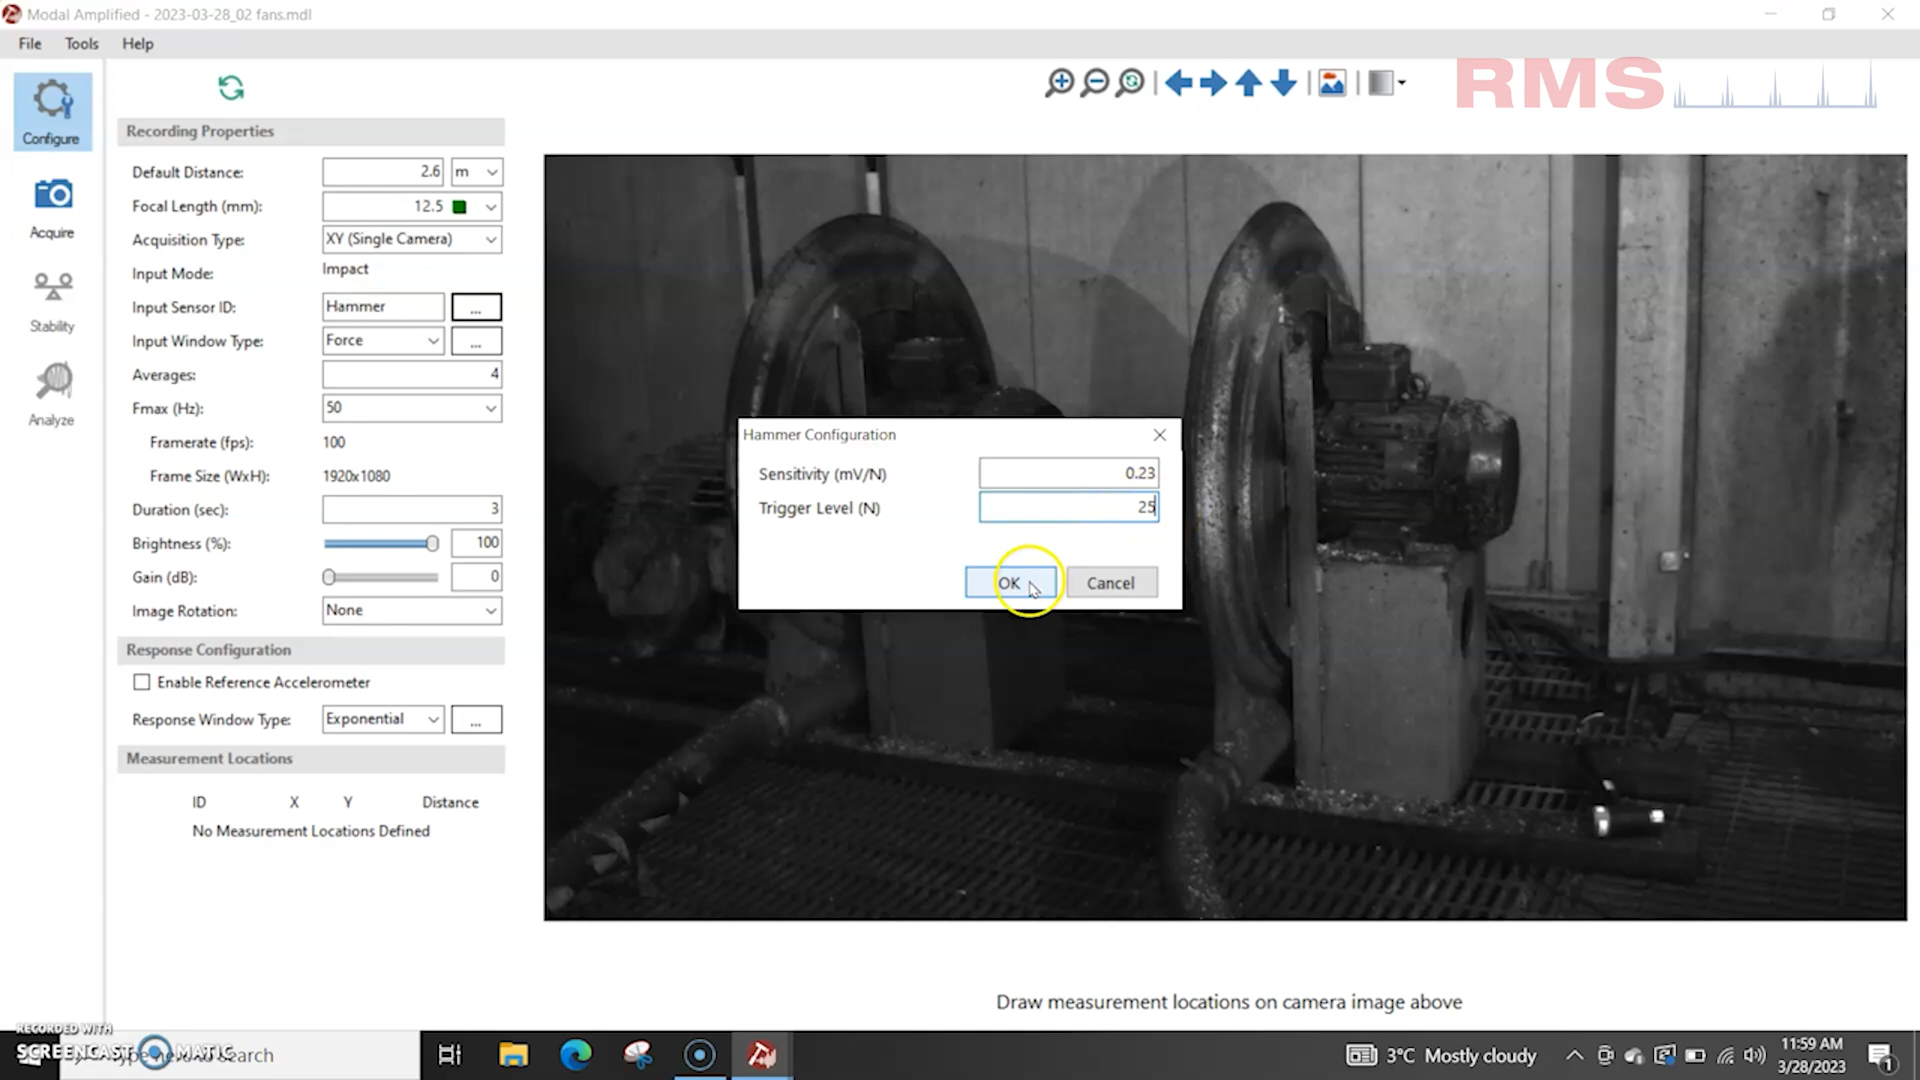 Modal Amplified - 2023-03-28_02 fans.mdl
File Tools Help
RMS
Configure
Acquire
Stability
Analyze
Recording Properties
Default Distance: 2.6 m
Focal Length (mm): 12.5
Acquisition Type: XY (Single Camera)
Input Mode: Impact
Input Sensor ID: Hammer ...
Input Window Type: Force ...
Averages: 4
Fmax (Hz): 50
Framerate (fps): 100
Frame Size (WxH): 1920x1080
Duration (sec): 3
Brightness (%): 100
Gain (dB): 0
Image Rotation: None
Response Configuration
Enable Reference Accelerometer
Response Window Type: Exponential ...
Measurement Locations
ID X Y Distance
No Measurement Locations Defined
Hammer Configuration
Sensitivity (mV/N) 0.23
Trigger Level (N) 25
OK Cancel
Draw measurement locations on camera image above
RECORDED WITH
SCREENCAST MATIC
Search
3°C Mostly cloudy
11:59 AM
3/28/2023
1